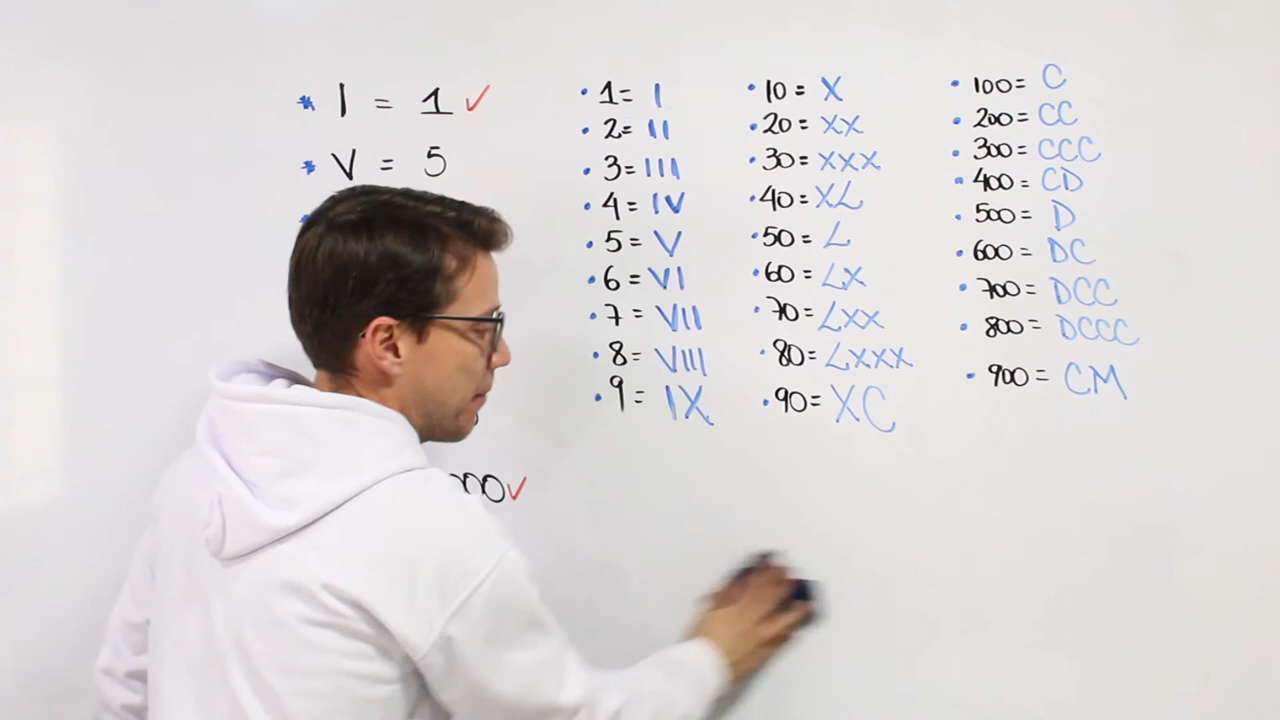 * I = 1 ✓
* V = 5
*
000 ✓
• 1 = I
• 2 = II
• 3 = III
• 4 = IV
• 5 = V
• 6 = VI
• 7 = VII
• 8 = VIII
• 9 = IX
• 10 = X
• 20 = XX
• 30 = XXX
• 40 = XL
• 50 = L
• 60 = LX
• 70 = LXX
• 80 = LXXX
• 90 = XC
• 100 = C
• 200 = CC
• 300 = CCC
• 400 = CD
• 500 = D
• 600 = DC
• 700 = DCC
• 800 = DCCC
• 900 = CM